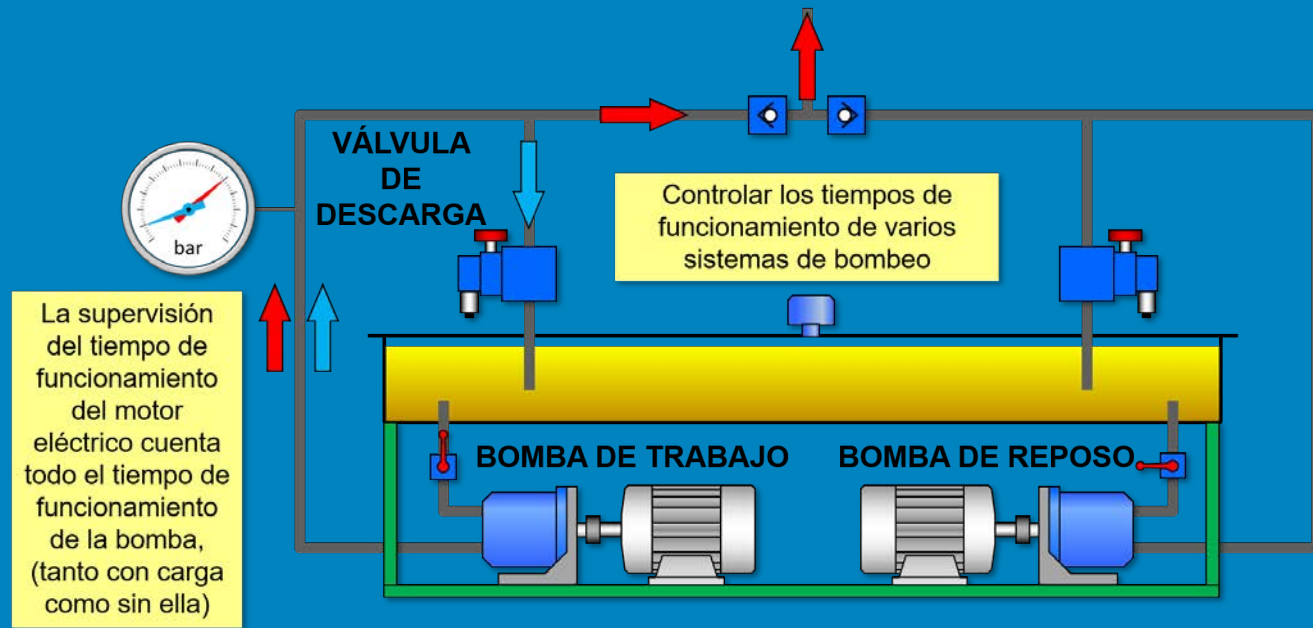 VÁLVULA
DE
DESCARGA
bar
Controlar los tiempos de
funcionamiento de varios
sistemas de bombeo
La supervisión
del tiempo de
funcionamiento
del motor
eléctrico cuenta
todo el tiempo de
funcionamiento
de la bomba,
(tanto con carga
como sin ella)
BOMBA DE TRABAJO
BOMBA DE REPOSO